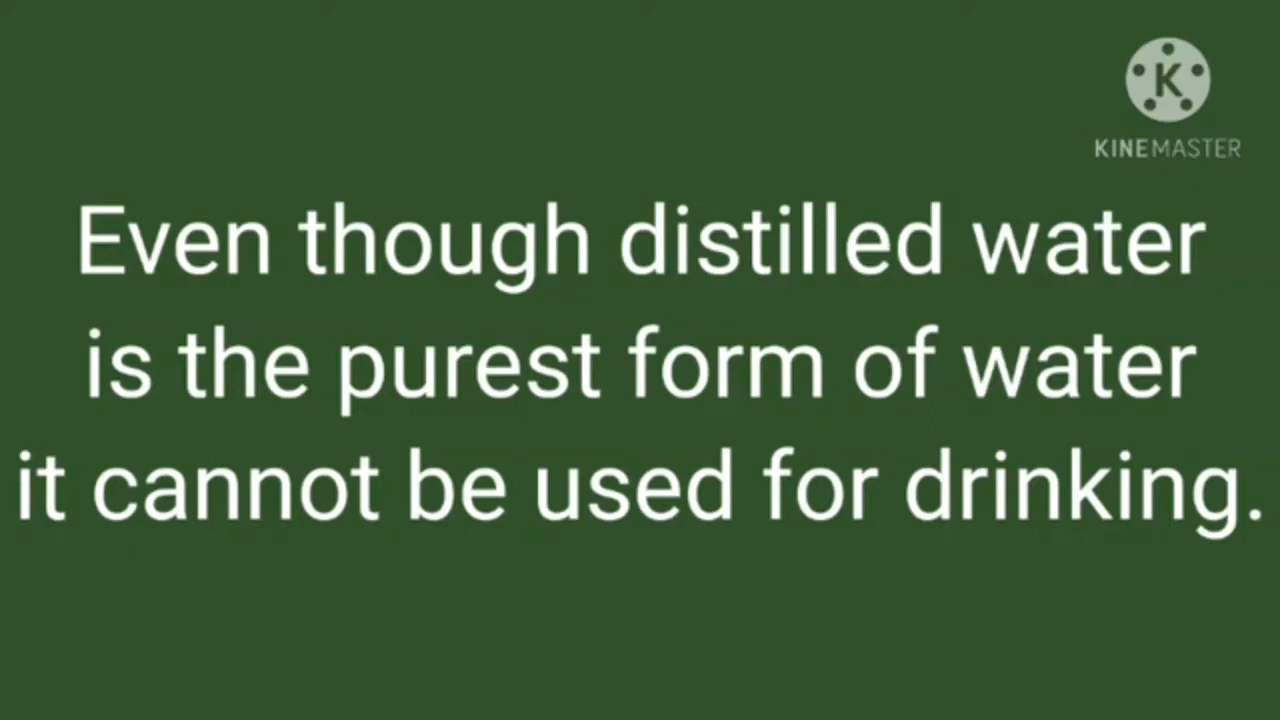 K
KINEMASTER
Even though distilled water
is the purest form of water
it cannot be used for drinking.